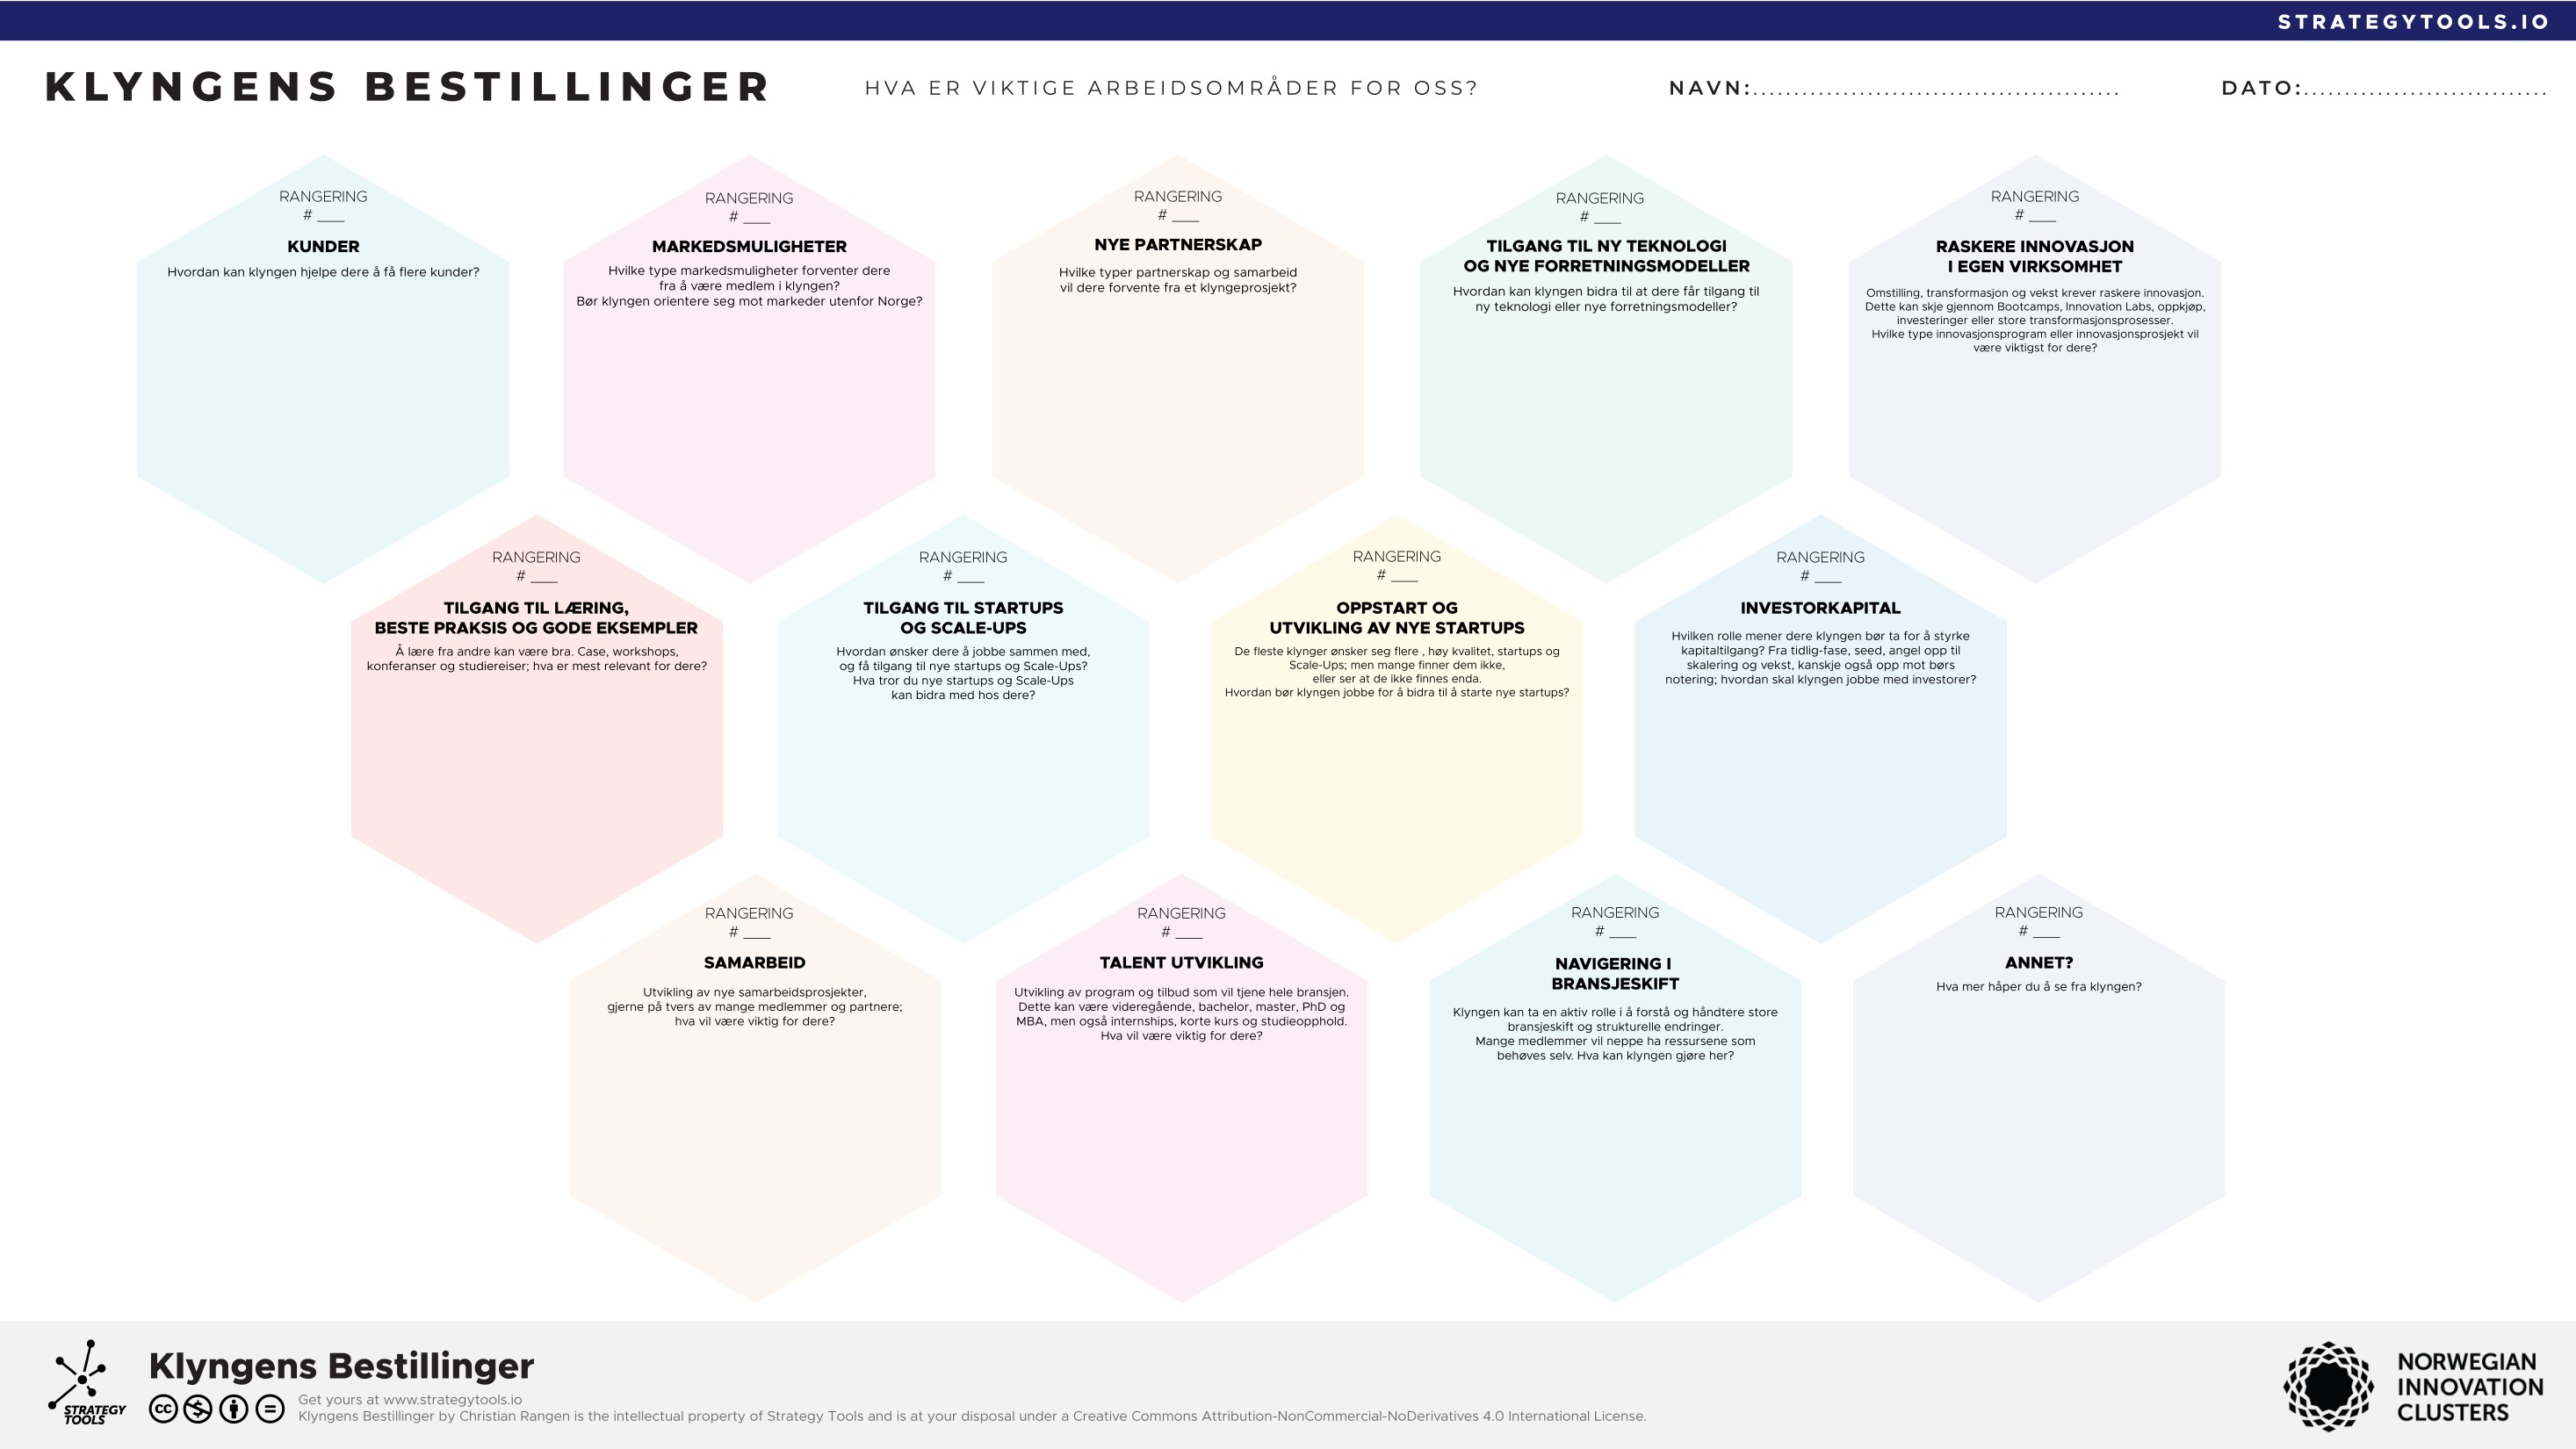 STRATEGYTOOLS.IO
KLYNGENS BESTILLINGER
HVA ER VIKTIGE ARBEIDSOMRÅDER FOR OSS?
NAVN:.............................................
DATO:..............................
RANGERING
# ___
KUNDER
Hvordan kan klyngen hjelpe dere å få flere kunder?
RANGERING
# ___
MARKEDSMULIGHETER
Hvilke type markedsmuligheter forventer dere
fra å være medlem i klyngen?
Bør klyngen orientere seg mot markeder utenfor Norge?
RANGERING
# ___
NYE PARTNERSKAP
Hvilke typer partnerskap og samarbeid
vil dere forvente fra et klyngeprosjekt?
RANGERING
# ___
TILGANG TIL NY TEKNOLOGI
OG NYE FORRETNINGSMODELLER
Hvordan kan klyngen bidra til at dere får tilgang til
ny teknologi eller nye forretningsmodeller?
RANGERING
# ___
RASKERE INNOVASJON
I EGEN VIRKSOMHET
Omstilling, transformasjon og vekst krever raskere innovasjon.
Dette kan skje gjennom Bootcamps, Innovation Labs, oppkjøp,
investeringer eller store transformasjonsprosesser.
Hvilke type innovasjonsprogram eller innovasjonsprosjekt vil
være viktigst for dere?
RANGERING
# ___
TILGANG TIL LÆRING,
BESTE PRAKSIS OG GODE EKSEMPLER
Å lære fra andre kan være bra. Case, workshops,
konferanser og studiereiser; hva er mest relevant for dere?
RANGERING
# ___
TILGANG TIL STARTUPS
OG SCALE-UPS
Hvordan ønsker dere å jobbe sammen med,
og få tilgang til nye startups og Scale-Ups?
Hva tror du nye startups og Scale-Ups
kan bidra med hos dere?
RANGERING
# ___
OPPSTART OG
UTVIKLING AV NYE STARTUPS
De fleste klynger ønsker seg flere , høy kvalitet, startups og
Scale-Ups; men mange finner dem ikke,
eller ser at de ikke finnes enda.
Hvordan bør klyngen jobbe for å bidra til å starte nye startups?
RANGERING
# ___
INVESTORKAPITAL
Hvilken rolle mener dere klyngen bør ta for å styrke
kapitaltilgang? Fra tidlig-fase, seed, angel opp til
skalering og vekst, kanskje også opp mot børs
notering; hvordan skal klyngen jobbe med investorer?
RANGERING
# ___
SAMARBEID
Utvikling av nye samarbeidsprosjekter,
gjerne på tvers av mange medlemmer og partnere;
hva vil være viktig for dere?
RANGERING
# ___
TALENT UTVIKLING
Utvikling av program og tilbud som vil tjene hele bransjen.
Dette kan være videregående, bachelor, master, PhD og
MBA, men også internships, korte kurs og studieopphold.
Hva vil være viktig for dere?
RANGERING
# ___
NAVIGERING I
BRANSJESKIFT
Klyngen kan ta en aktiv rolle i å forstå og håndtere store
bransjeskift og strukturelle endringer.
Mange medlemmer vil neppe ha ressursene som
behøves selv. Hva kan klyngen gjøre her?
RANGERING
# ___
ANNET?
Hva mer håper du å se fra klyngen?
STRATEGY
TOOLS
Klyngens Bestillinger
cc
Get yours at www.strategytools.io
Klyngens Bestillinger by Christian Rangen is the intellectual property of Strategy Tools and is at your disposal under a Creative Commons Attribution-NonCommercial-NoDerivatives 4.0 International License.
NORWEGIAN
INNOVATION
CLUSTERS